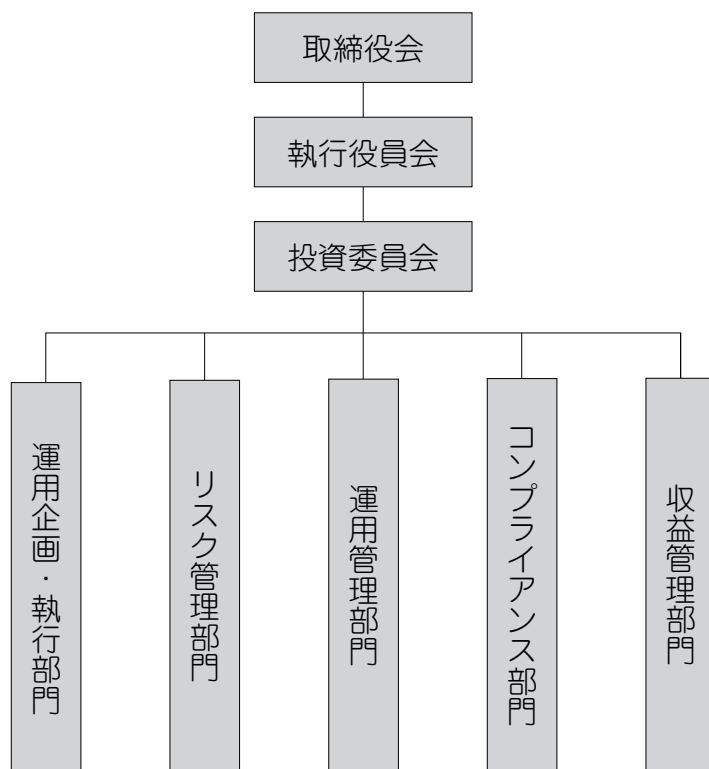 取締役会
執行役員会
投資委員会
運用企画・執行部門
リスク管理部門
運用管理部門
コンプライアンス部門
収益管理部門